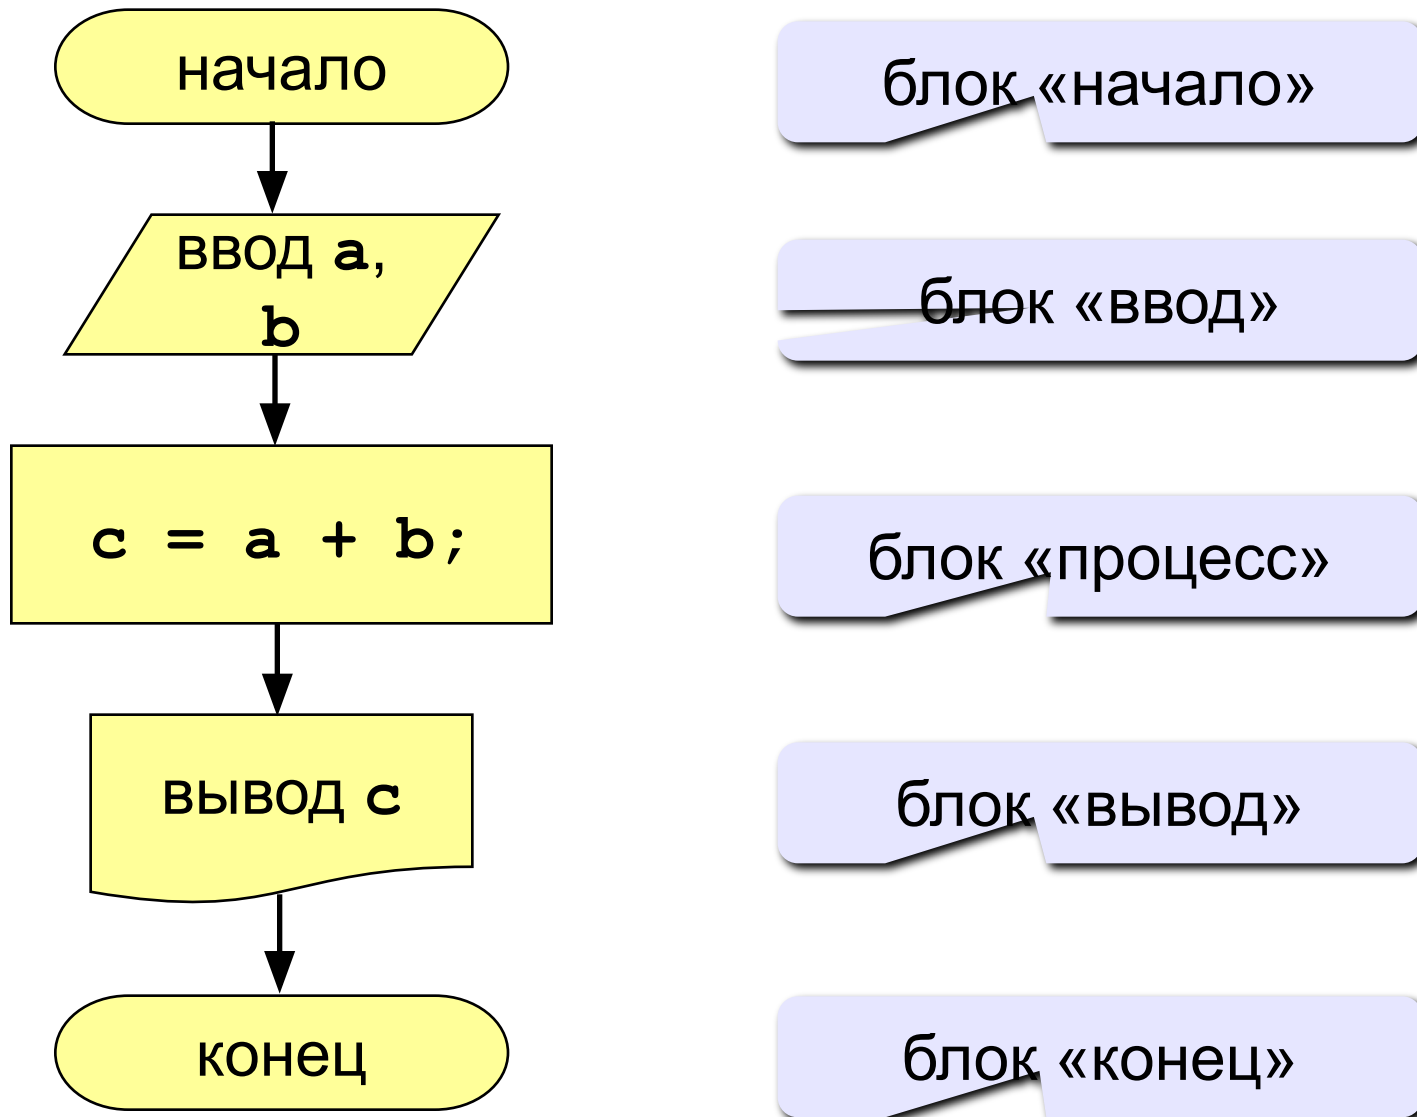 начало
блок «начало»
ввод a,
b
блок «ввод»
c = a + b;
блок «процесс»
вывод c
блок «вывод»
конец
блок «конец»